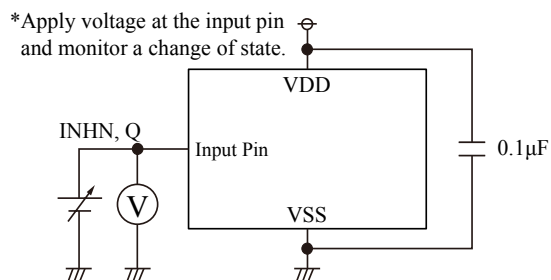 *Apply voltage at the input pin
and monitor a change of state.
VDD
INHN, Q
Input Pin
0.1μF
V
VSS